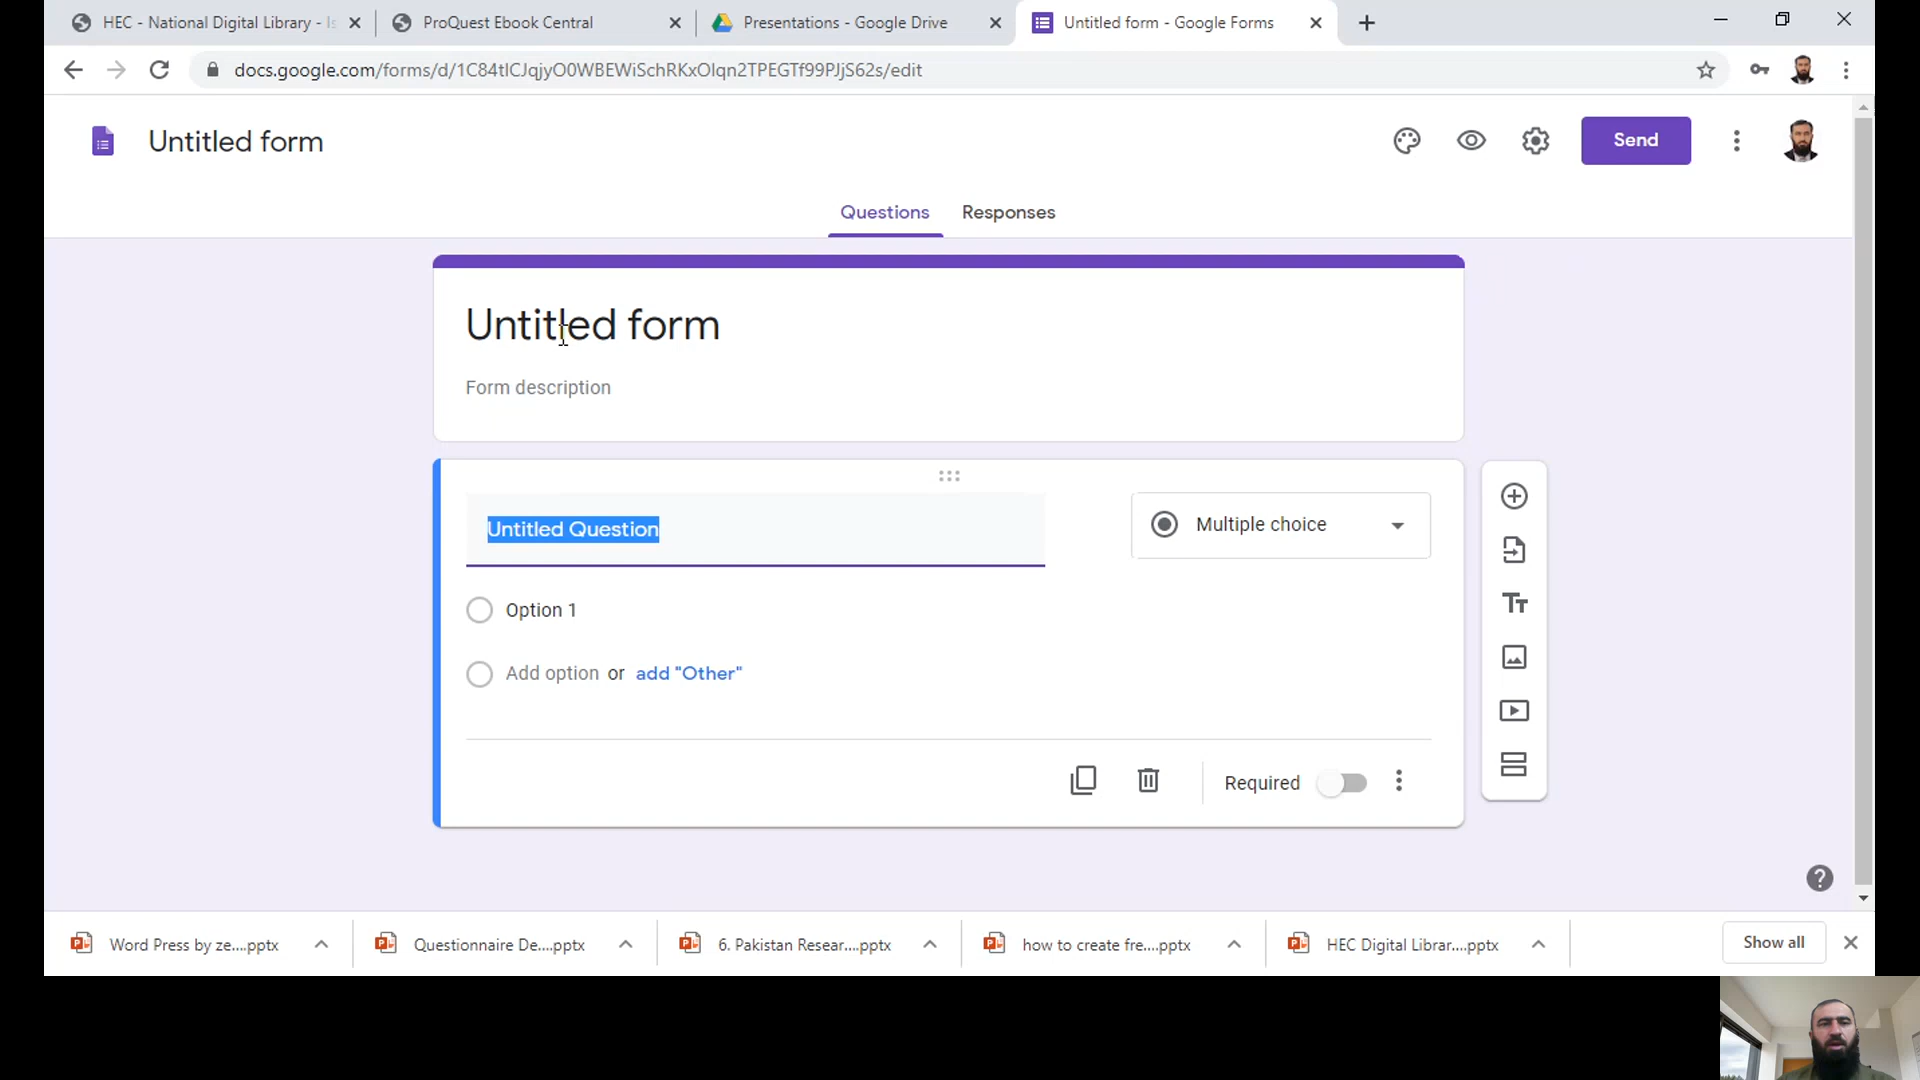 HEC - National Digital Library - Is
ProQuest Ebook Central
Presentations - Google Drive
Untitled form - Google Forms
docs.google.com/forms/d/1C84tlCJqjyO0WBEWiSchRKxOlqn2TPEGTf99PJjS62s/edit
Untitled form
Send
Questions
Responses
Untitled form
Form description
Untitled Question
Multiple choice
Option 1
Add option or add "Other"
Required
Word Press by ze....pptx
Questionnaire De....pptx
6. Pakistan Resear....pptx
how to create fre....pptx
HEC Digital Librar....pptx
Show all